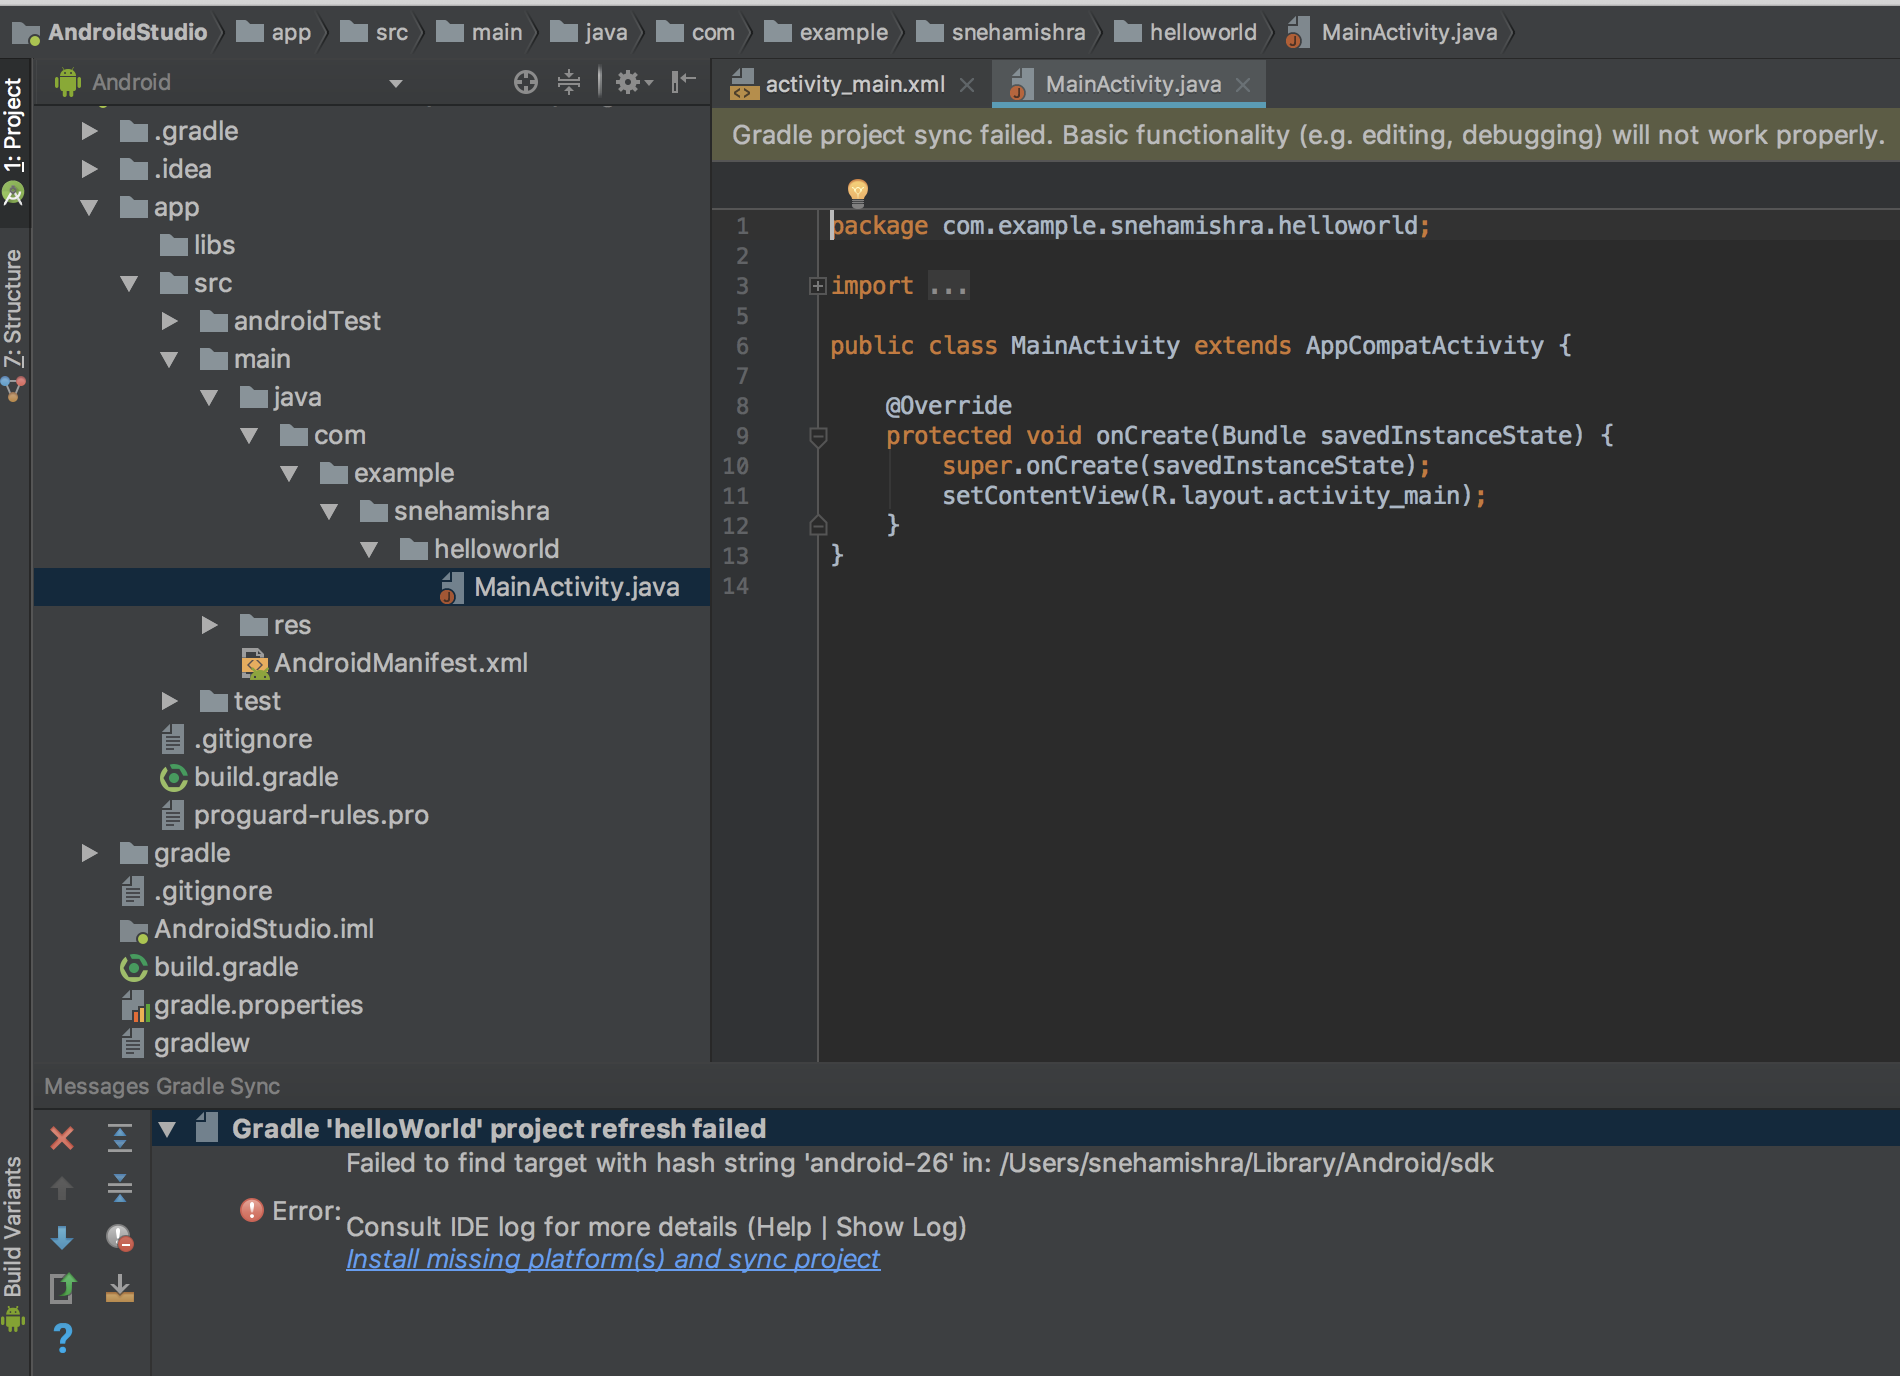 AndroidStudio app src main java com example snehamishra helloworld MainActivity.java
1: Project
7: Structure
Build Variants
Android
.gradle
.idea
app
libs
src
androidTest
main
java
com
example
snehamishra
helloworld
MainActivity.java
res
AndroidManifest.xml
test
.gitignore
build.gradle
proguard-rules.pro
gradle
.gitignore
AndroidStudio.iml
build.gradle
gradle.properties
gradlew
activity_main.xml MainActivity.java
Gradle project sync failed. Basic functionality (e.g. editing, debugging) will not work properly.
1 package com.example.snehamishra.helloworld;
2
3 import ...
5
6 public class MainActivity extends AppCompatActivity {
7
8 @Override
9 protected void onCreate(Bundle savedInstanceState) {
10 super.onCreate(savedInstanceState);
11 setContentView(R.layout.activity_main);
12 }
13 }
14
Messages Gradle Sync
Gradle 'helloWorld' project refresh failed
Failed to find target with hash string 'android-26' in: /Users/snehamishra/Library/Android/sdk
Error:
Consult IDE log for more details (Help | Show Log)
Install missing platform(s) and sync project